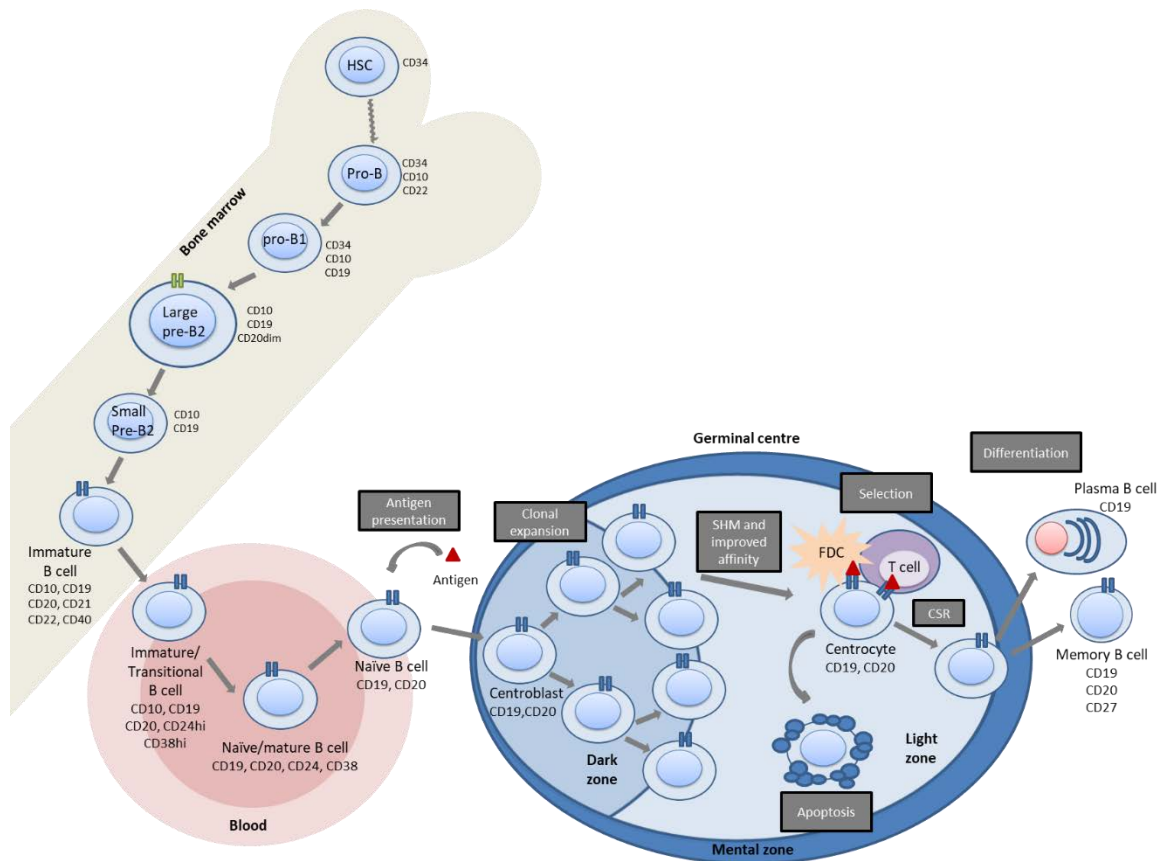 HSC
CD34
Pro-B
CD34
CD10
CD22
Bone marrow
pro-B1
CD34
CD10
CD19
Large
pre-B2
CD10
CD19
CD20dim
Small
Pre-B2
CD10
CD19
Immature
B cell
CD10, CD19
CD20, CD21
CD22, CD40
Immature/
Transitional
B cell
CD10, CD19
CD20, CD24hi
CD38hi
Naïve/mature B cell
CD19, CD20, CD24, CD38
Blood
Antigen
presentation
Antigen
Naïve B cell
CD19, CD20
Germinal centre
Clonal
expansion
Centroblast
CD19,CD20
Dark
zone
SHM and
improved
affinity
Selection
FDC
T cell
CSR
Centrocyte
CD19, CD20
Light
zone
Apoptosis
Mental zone
Differentiation
Plasma B cell
CD19
Memory B cell
CD19
CD20
CD27